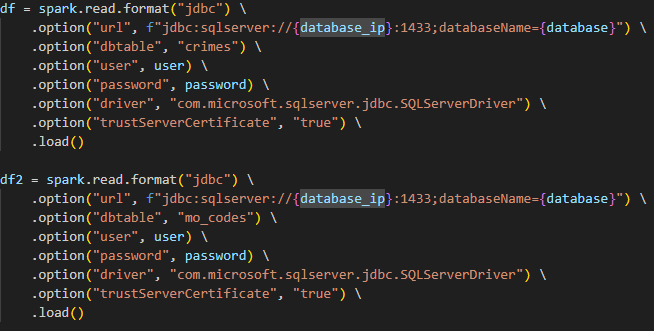 df = spark.read.format("jdbc") \
    .option("url", f"jdbc:sqlserver://{database_ip}:1433;databaseName={database}") \
    .option("dbtable", "crimes") \
    .option("user", user) \
    .option("password", password) \
    .option("driver", "com.microsoft.sqlserver.jdbc.SQLServerDriver") \
    .option("trustServerCertificate", "true") \
    .load()

df2 = spark.read.format("jdbc") \
    .option("url", f"jdbc:sqlserver://{database_ip}:1433;databaseName={database}") \
    .option("dbtable", "mo_codes") \
    .option("user", user) \
    .option("password", password) \
    .option("driver", "com.microsoft.sqlserver.jdbc.SQLServerDriver") \
    .option("trustServerCertificate", "true") \
    .load()